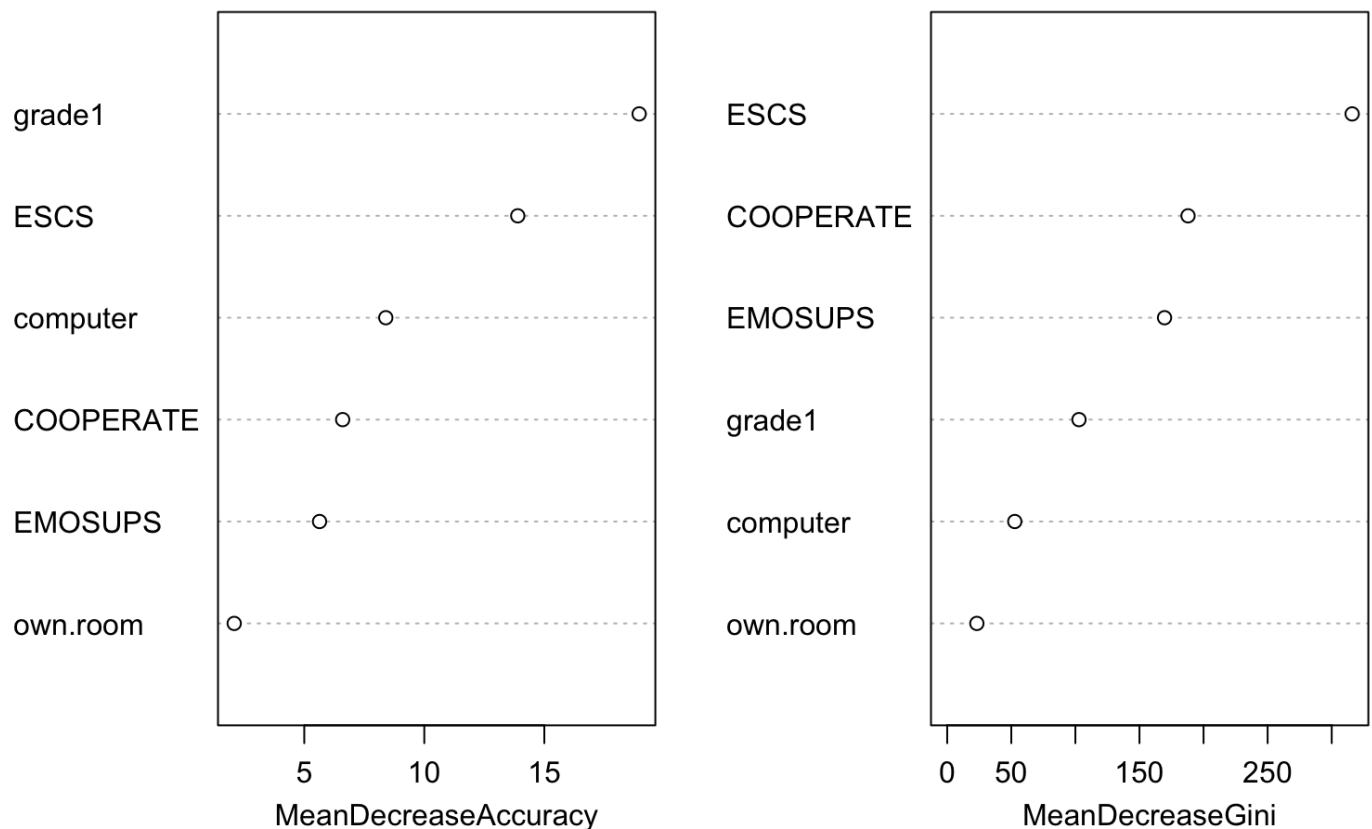 grade1
ESCS
computer
COOPERATE
EMOSUPS
own.room
5 10 15
MeanDecreaseAccuracy
ESCS
COOPERATE
EMOSUPS
grade1
computer
own.room
0 50 150 250
MeanDecreaseGini